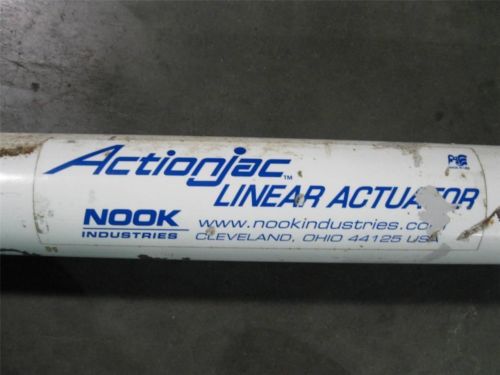 Actionjac™
LINEAR ACTUATOR
NOOK
INDUSTRIES
www.nookindustries.com
CLEVELAND, OHIO 44125 USA